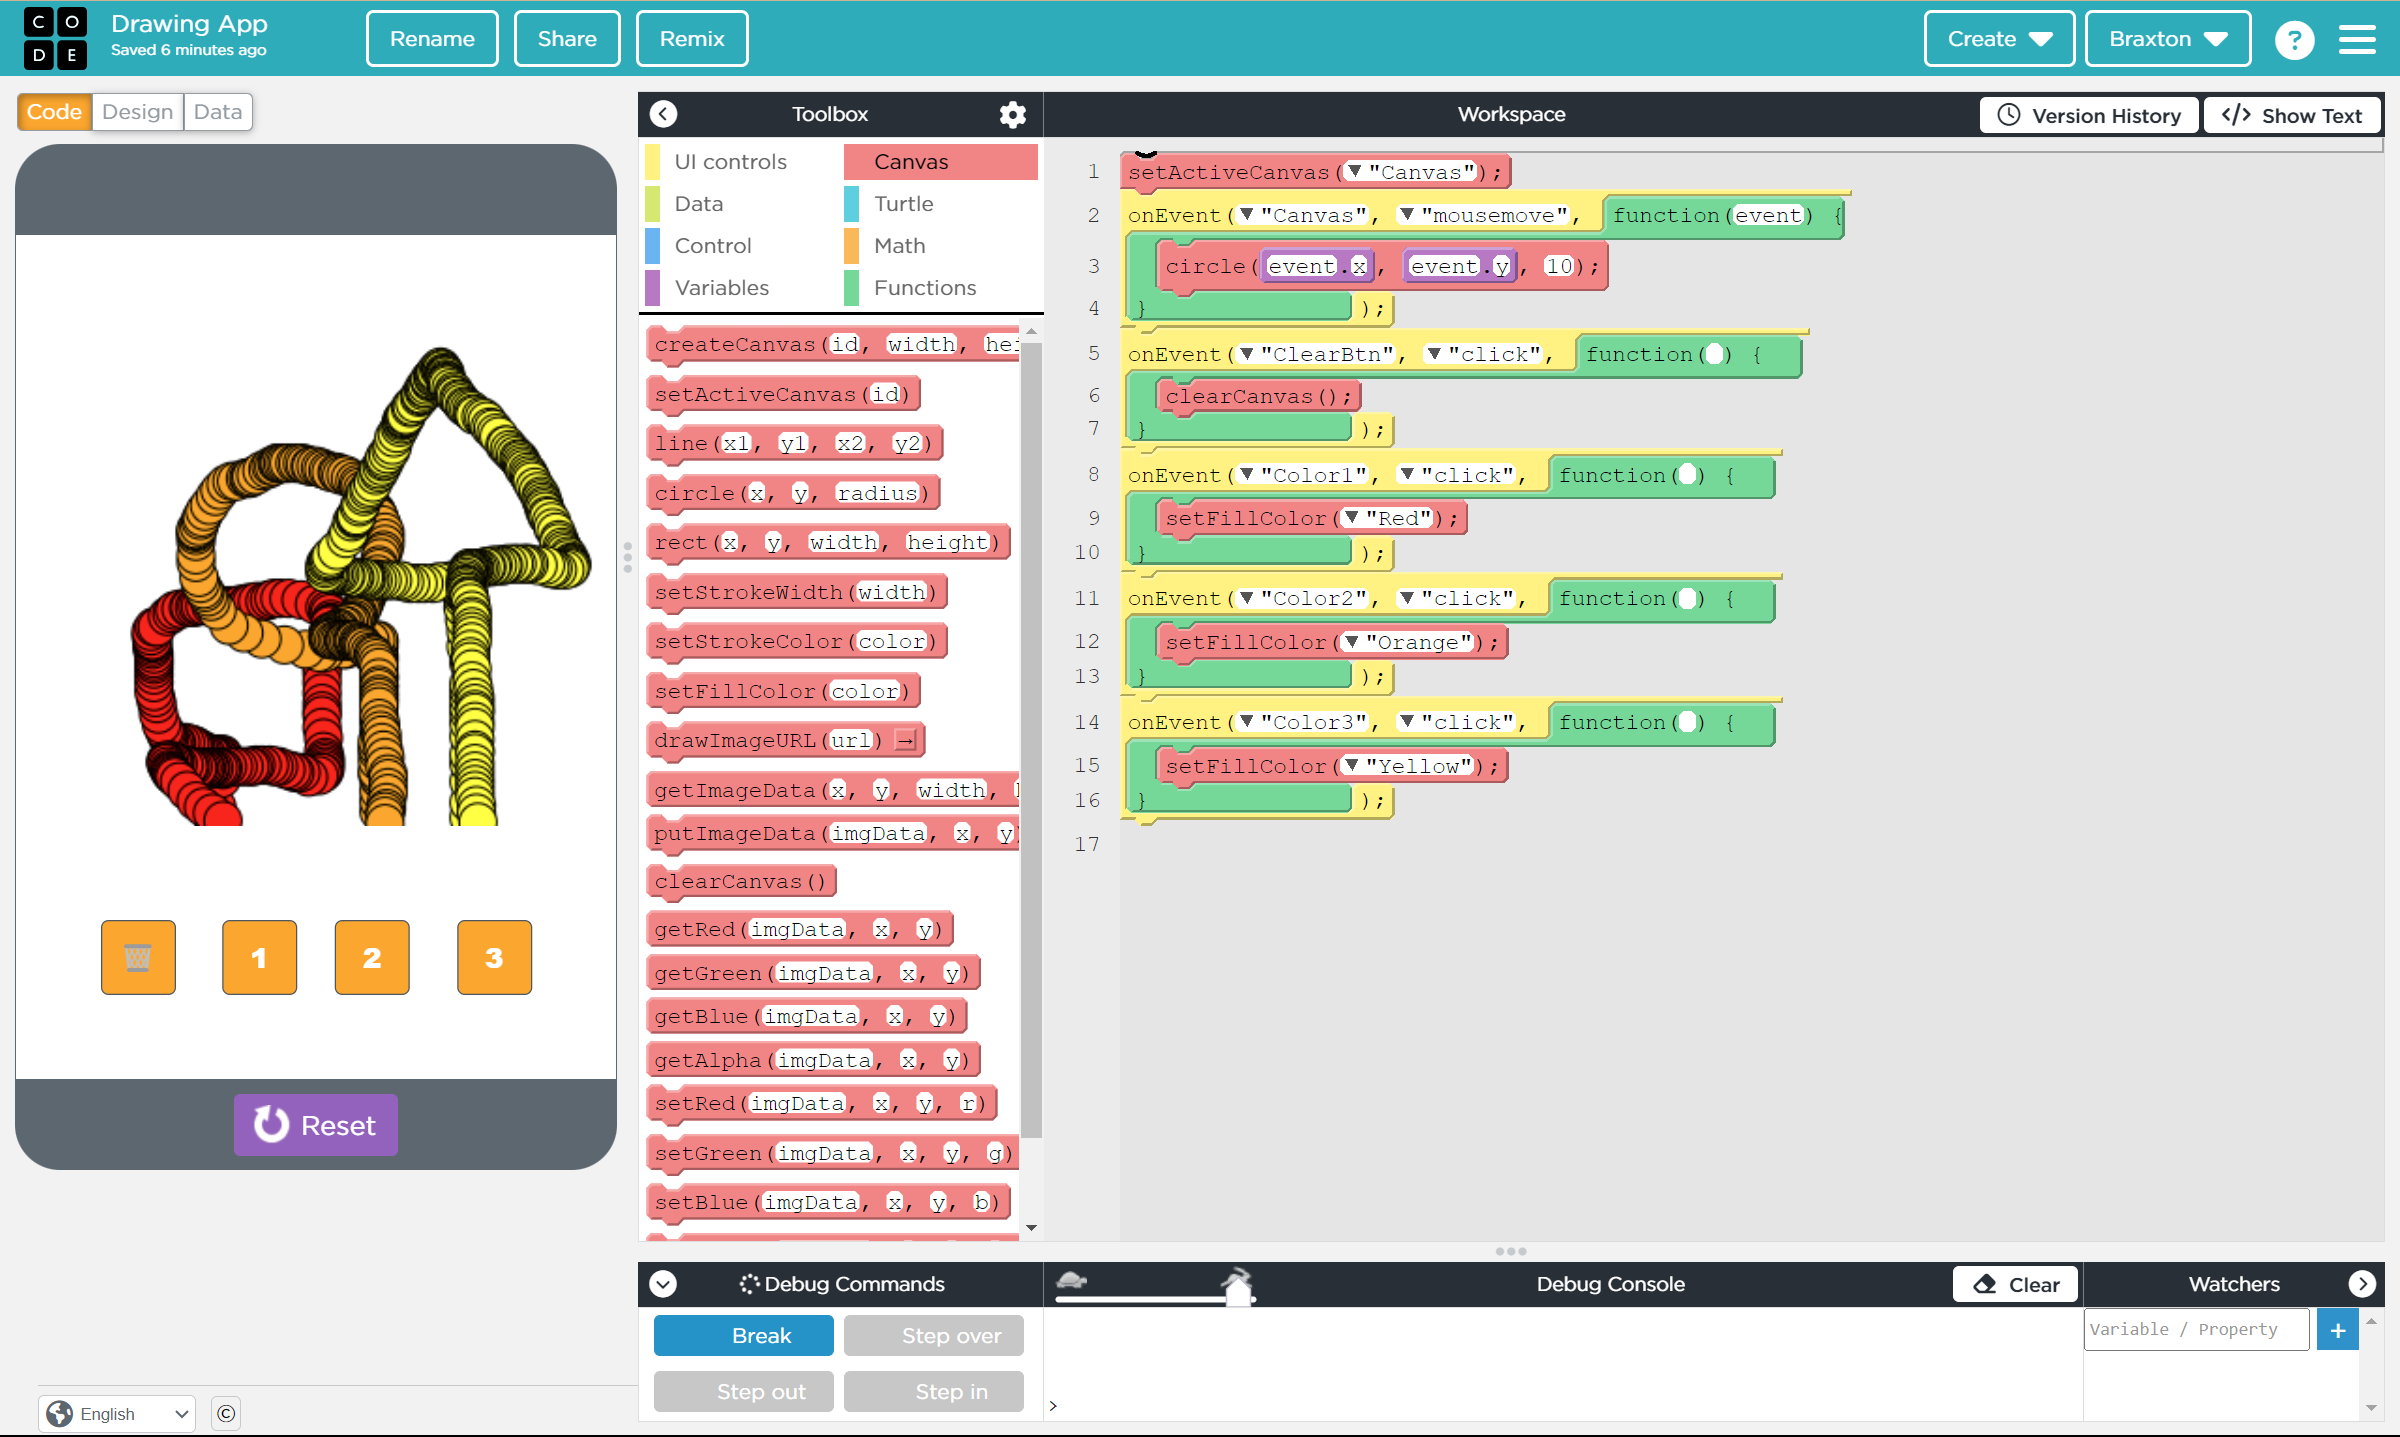 CODE
Drawing App
Saved 6 minutes ago
Rename
Share
Remix
Create
Braxton
?
Code
Design
Data
1
2
3
Reset
English
©
Toolbox
UI controls
Canvas
Data
Turtle
Control
Math
Variables
Functions
createCanvas(id, width, hei
setActiveCanvas(id)
line(x1, y1, x2, y2)
circle(x, y, radius)
rect(x, y, width, height)
setStrokeWidth(width)
setStrokeColor(color)
setFillColor(color)
drawImageURL(url) →
getImageData(x, y, width,
putImageData(imgData, x, y)
clearCanvas()
getRed(imgData, x, y)
getGreen(imgData, x, y)
getBlue(imgData, x, y)
getAlpha(imgData, x, y)
setRed(imgData, x, y, r)
setGreen(imgData, x, y, g)
setBlue(imgData, x, y, b)
Workspace
Version History
</> Show Text
1 setActiveCanvas(▼"Canvas");
2 onEvent(▼"Canvas", ▼"mousemove", function(event) {
3 circle(event.x, event.y, 10);
4 } );
5 onEvent(▼"ClearBtn", ▼"click", function( ) {
6 clearCanvas();
7 } );
8 onEvent(▼"Color1", ▼"click", function( ) {
9 setFillColor(▼"Red");
10 } );
11 onEvent(▼"Color2", ▼"click", function( ) {
12 setFillColor(▼"Orange");
13 } );
14 onEvent(▼"Color3", ▼"click", function( ) {
15 setFillColor(▼"Yellow");
16 } );
17
Debug Commands
Break
Step over
Step out
Step in
Debug Console
Clear
>
Watchers
Variable / Property
+